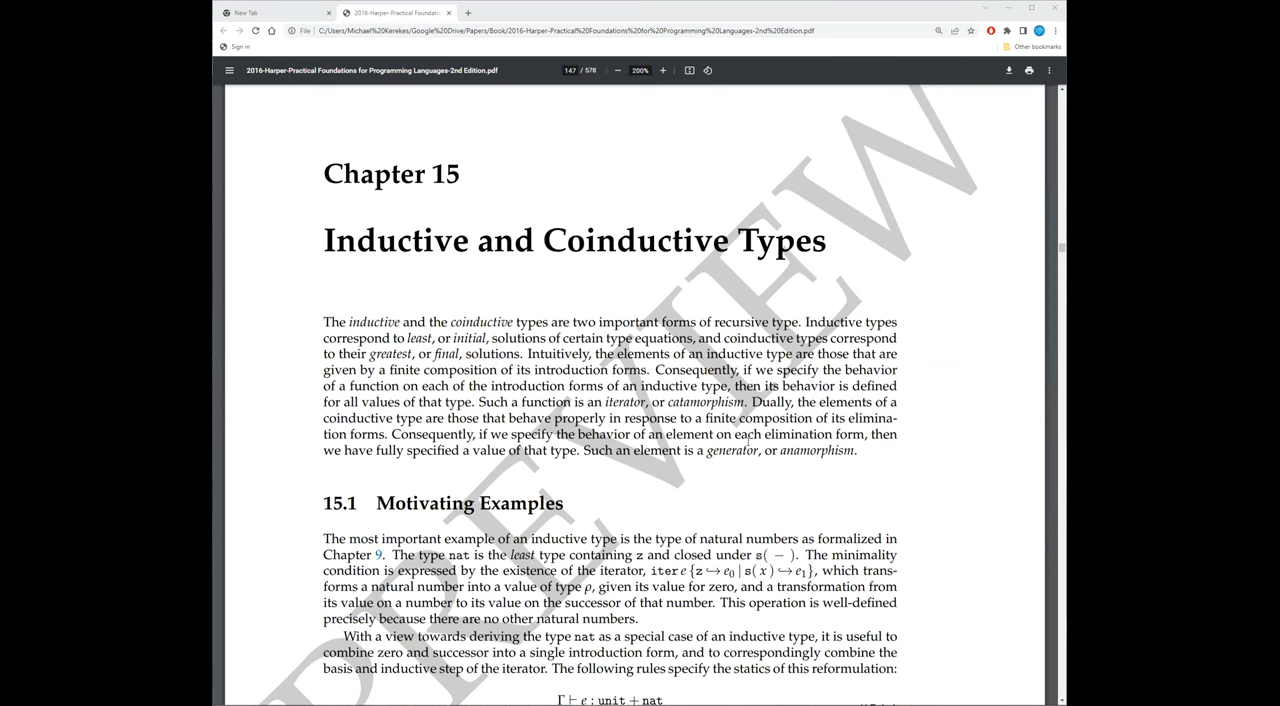 New Tab
2016-Harper-Practical Foundatio
File
C:/Users/Michael%20Kerekes/Google%20Drive/Papers/Book/2016-Harper-Practical%20Foundations%20for%20Programming%20Languages-2nd%20Edition.pdf
Sign in
Other bookmarks
2016-Harper-Practical Foundations for Programming Languages-2nd Edition.pdf
147 / 578
200%
Chapter 15
Inductive and Coinductive Types
The inductive and the coinductive types are two important forms of recursive type. Inductive types
correspond to least, or initial, solutions of certain type equations, and coinductive types correspond
to their greatest, or final, solutions. Intuitively, the elements of an inductive type are those that are
given by a finite composition of its introduction forms. Consequently, if we specify the behavior
of a function on each of the introduction forms of an inductive type, then its behavior is defined
for all values of that type. Such a function is an iterator, or catamorphism. Dually, the elements of a
coinductive type are those that behave properly in response to a finite composition of its elimina-
tion forms. Consequently, if we specify the behavior of an element on each elimination form, then
we have fully specified a value of that type. Such an element is a generator, or anamorphism.
15.1 Motivating Examples
The most important example of an inductive type is the type of natural numbers as formalized in
Chapter 9. The type nat is the least type containing z and closed under s( − ). The minimality
condition is expressed by the existence of the iterator, iter e {z ↪ e₀ | s( x ) ↪ e₁}, which trans-
forms a natural number into a value of type ρ, given its value for zero, and a transformation from
its value on a number to its value on the successor of that number. This operation is well-defined
precisely because there are no other natural numbers.
With a view towards deriving the type nat as a special case of an inductive type, it is useful to
combine zero and successor into a single introduction form, and to correspondingly combine the
basis and inductive step of the iterator. The following rules specify the statics of this reformulation:
Γ ⊢ e : unit + nat
PREVIEW